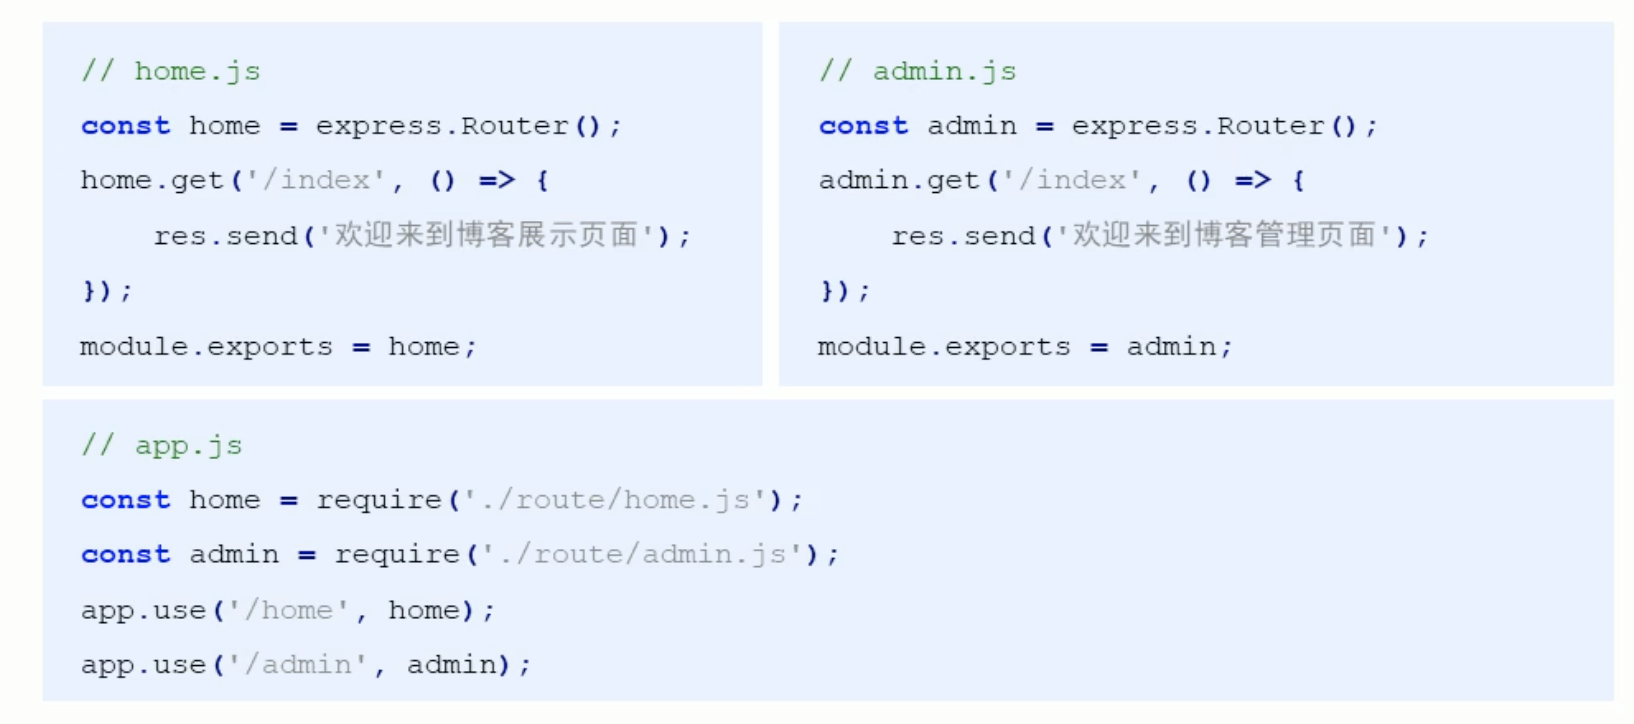 // home.js
const home = express.Router();
home.get('/index', () => {
    res.send('欢迎来到博客展示页面');
});
module.exports = home;
// admin.js
const admin = express.Router();
admin.get('/index', () => {
    res.send('欢迎来到博客管理页面');
});
module.exports = admin;
// app.js
const home = require('./route/home.js');
const admin = require('./route/admin.js');
app.use('/home', home);
app.use('/admin', admin);